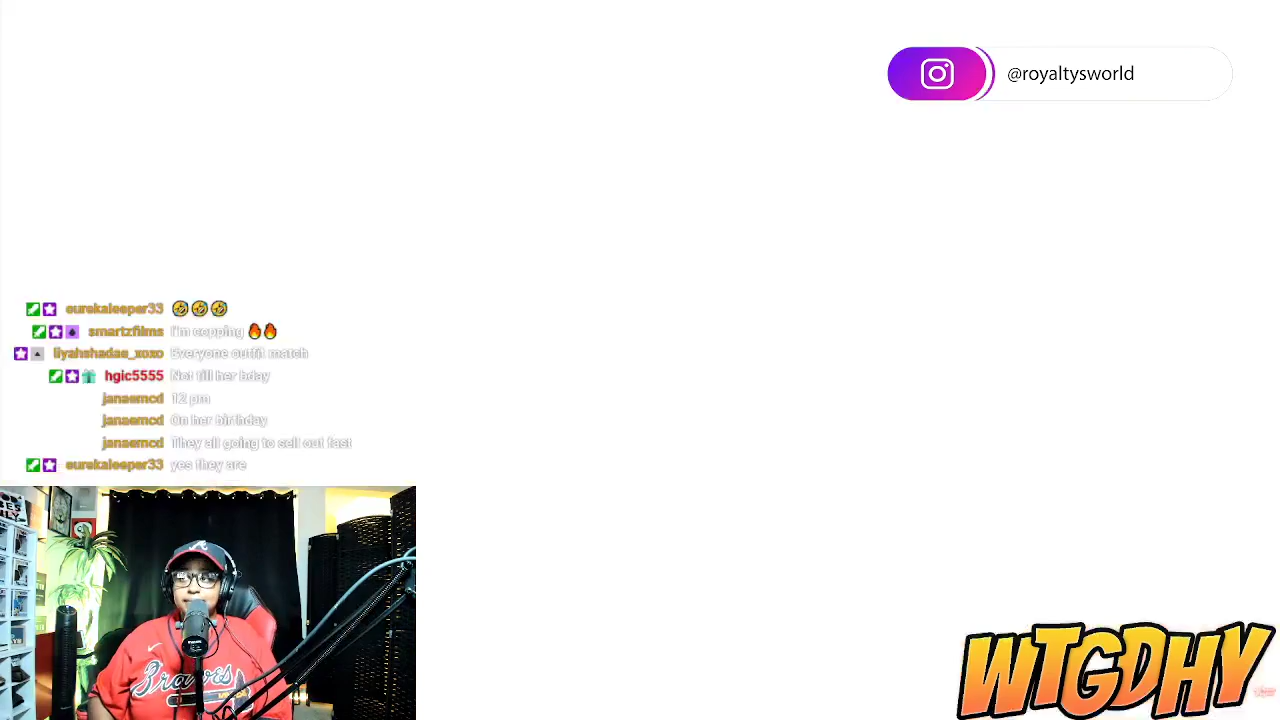 @royaltysworld
eurekaleeper33 🤣🤣🤣
smartzfilms I'm copping 🔥🔥
liyahshadae_xoxo Everyone outfit match
hgic5555 Not till her bday
janaemcd 12 pm
janaemcd On her birthday
janaemcd They all going to sell out fast
eurekaleeper33 yes they are
Braves
WTGDHY